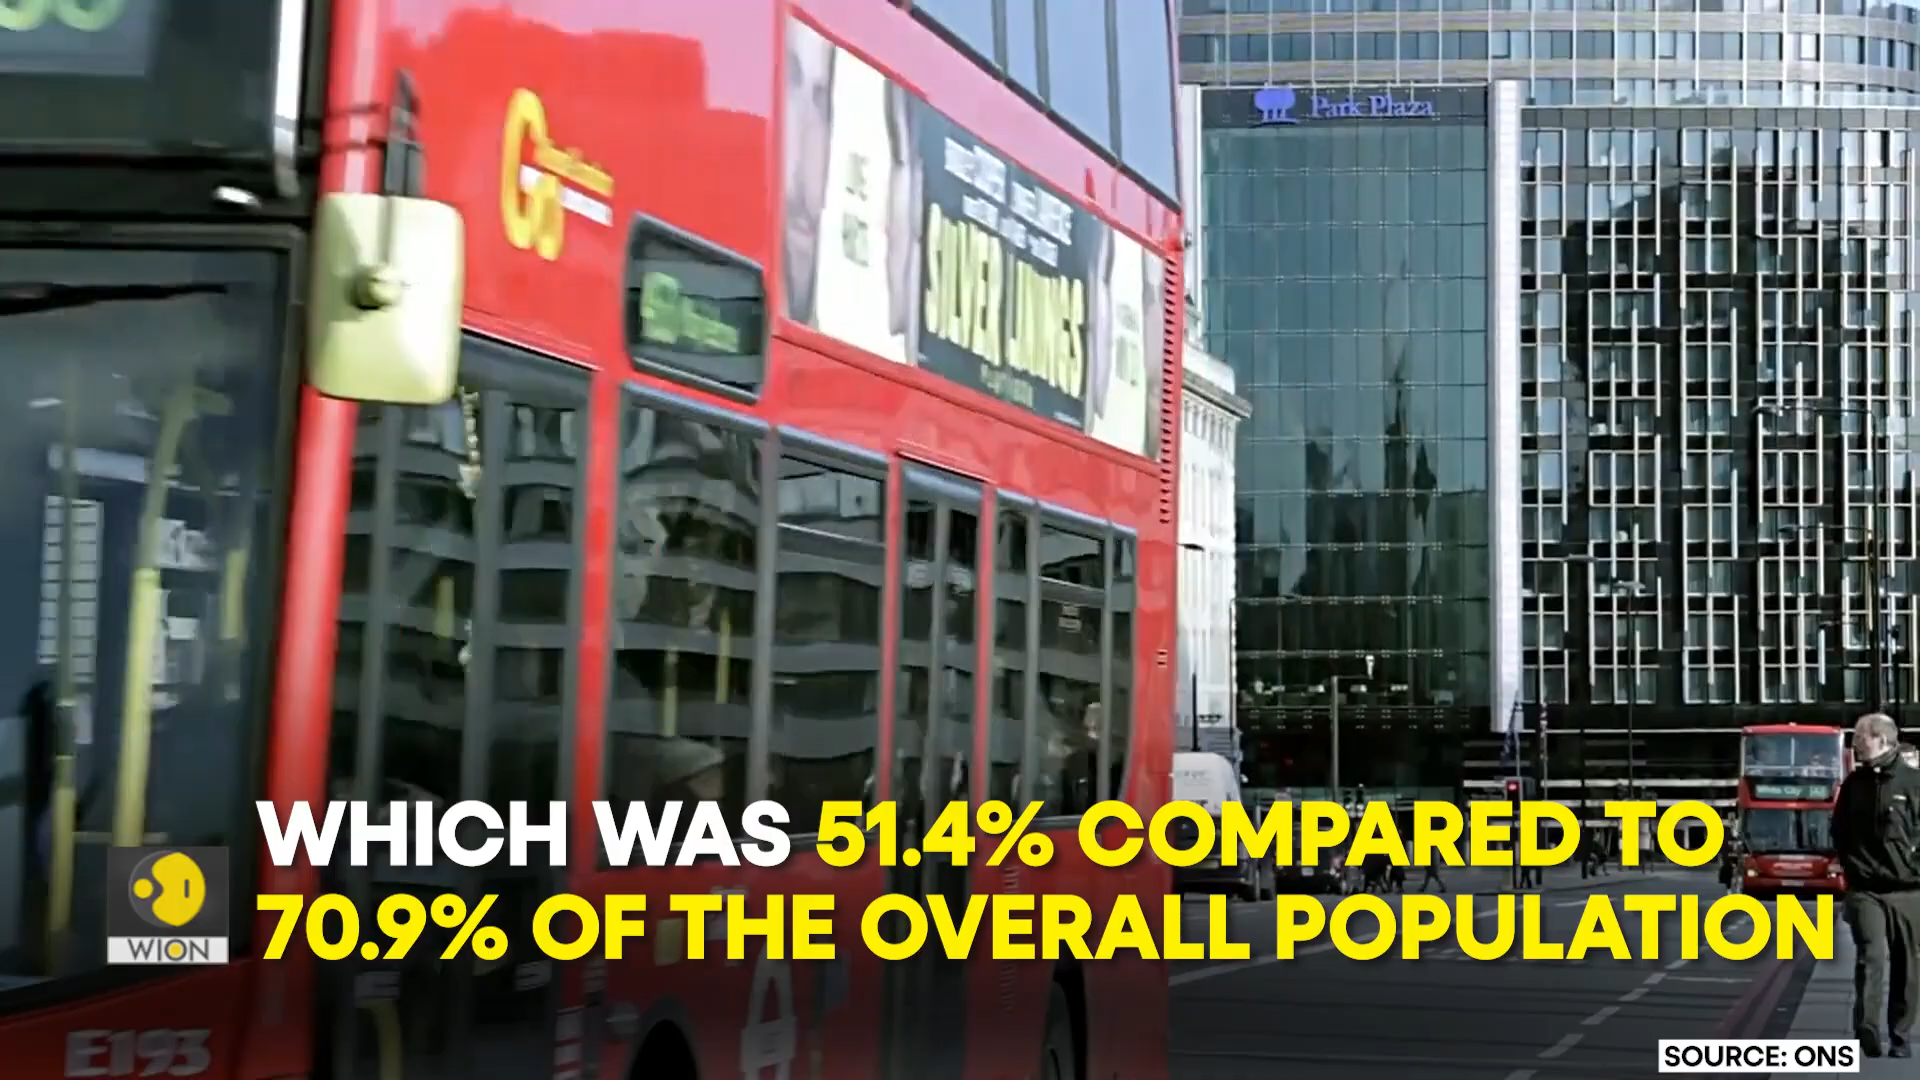 Park Plaza
Go
SILVER LININGS
WHICH WAS 51.4% COMPARED TO
70.9% OF THE OVERALL POPULATION
WION
E193
SOURCE: ONS